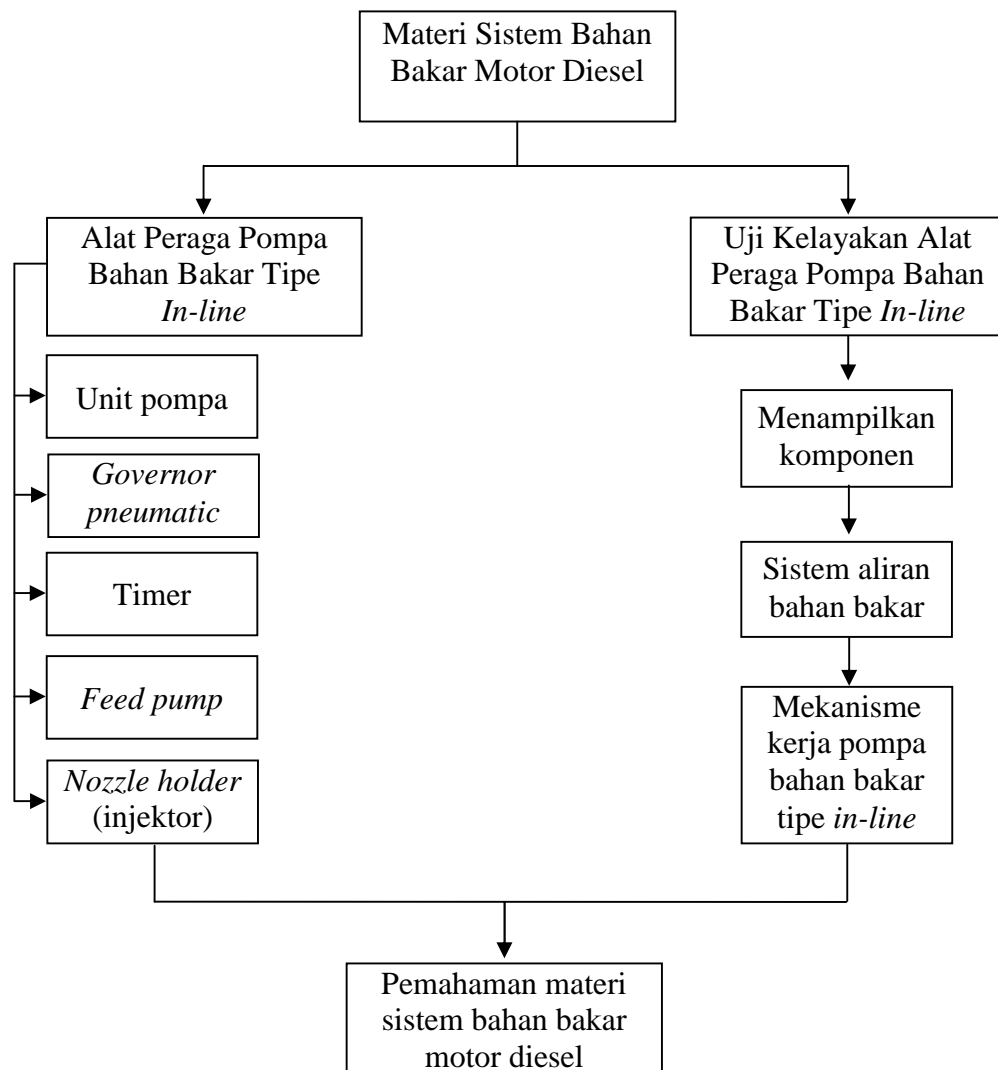 Materi Sistem Bahan
Bakar Motor Diesel
Alat Peraga Pompa
Bahan Bakar Tipe
In-line
Unit pompa
Governor
pneumatic
Timer
Feed pump
Nozzle holder
(injektor)
Uji Kelayakan Alat
Peraga Pompa Bahan
Bakar Tipe In-line
Menampilkan
komponen
Sistem aliran
bahan bakar
Mekanisme
kerja pompa
bahan bakar
tipe in-line
Pemahaman materi
sistem bahan bakar
motor diesel